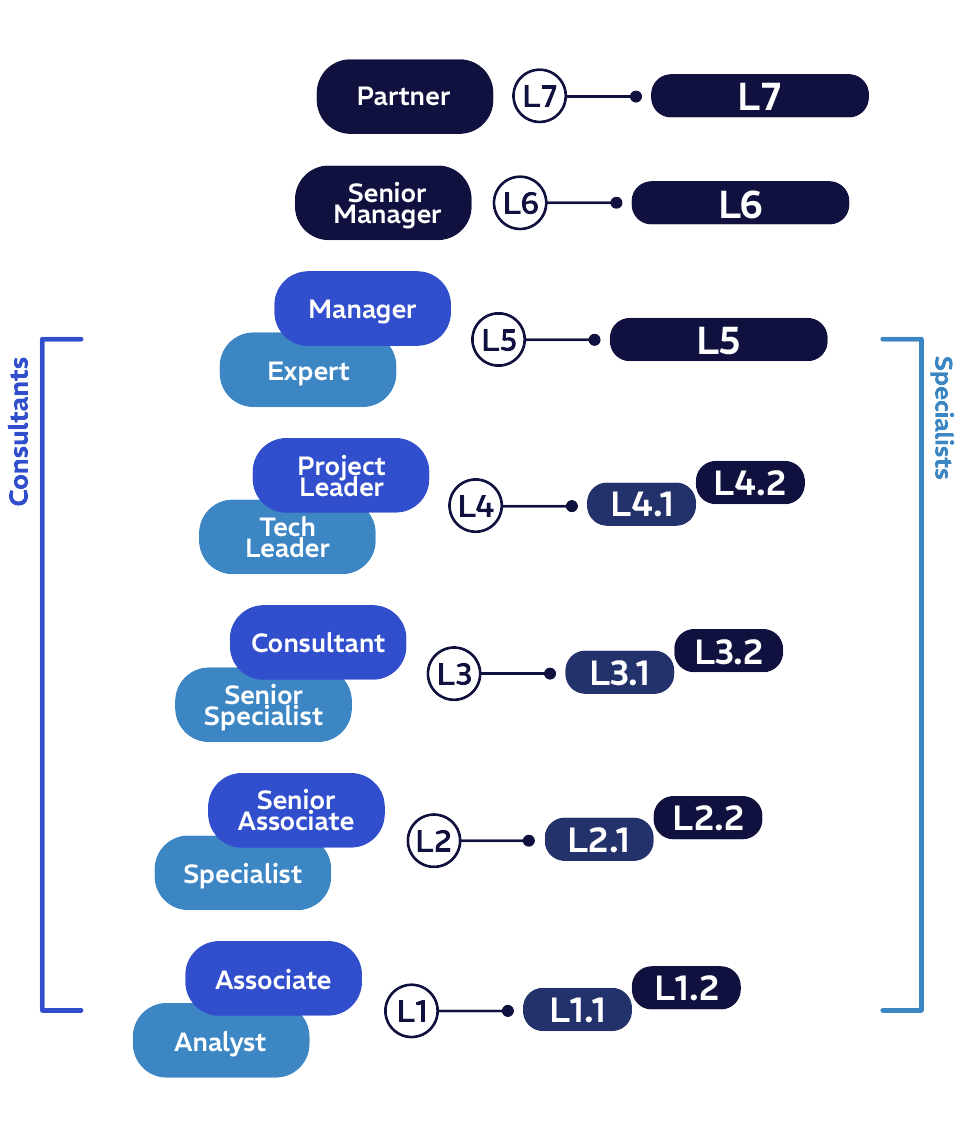 Partner
L7
L7
Senior
Manager
L6
L6
Manager
Expert
L5
L5
Consultants
Specialists
Project
Leader
Tech
Leader
L4
L4.1
L4.2
Consultant
Senior
Specialist
L3
L3.1
L3.2
Senior
Associate
Specialist
L2
L2.1
L2.2
Associate
Analyst
L1
L1.1
L1.2